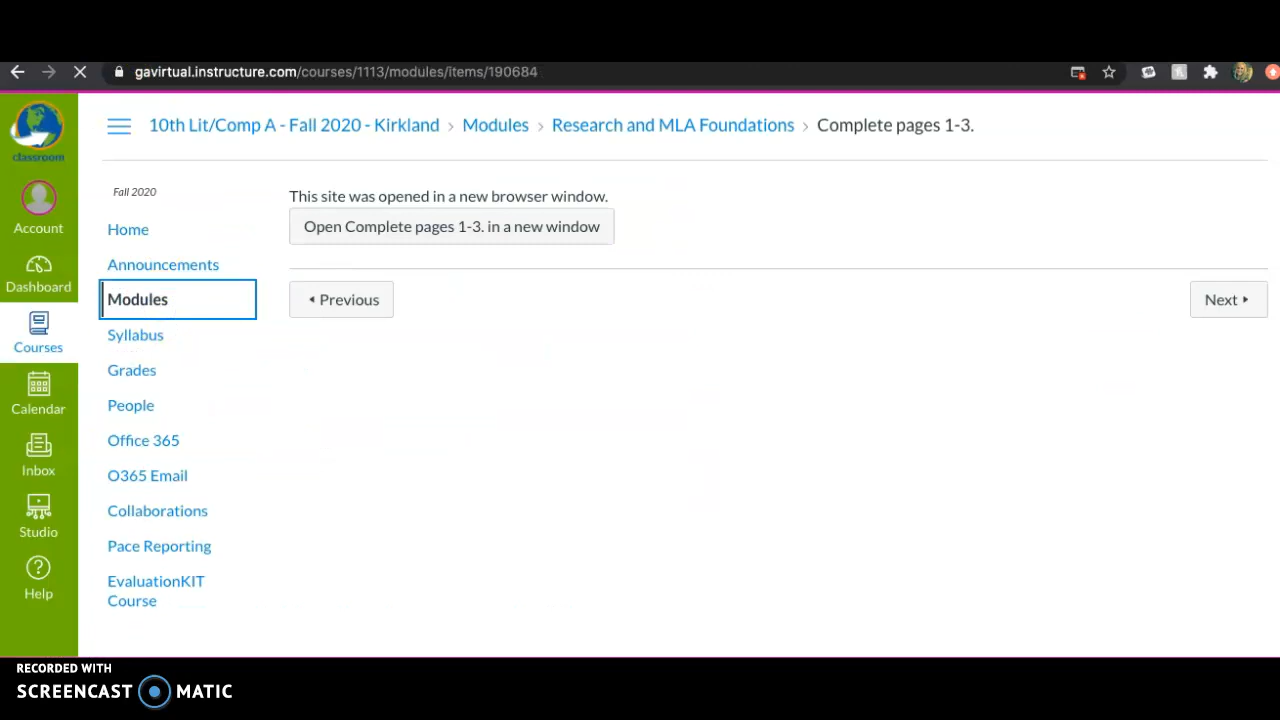 gavirtual.instructure.com/courses/1113/modules/items/190684
classroom
Account
Dashboard
Courses
Calendar
Inbox
Studio
Help
10th Lit/Comp A - Fall 2020 - Kirkland › Modules › Research and MLA Foundations › Complete pages 1-3.
Fall 2020
Home
Announcements
Modules
Syllabus
Grades
People
Office 365
O365 Email
Collaborations
Pace Reporting
EvaluationKIT
Course
This site was opened in a new browser window.
Open Complete pages 1-3. in a new window
Previous
Next
RECORDED WITH
SCREENCAST MATIC